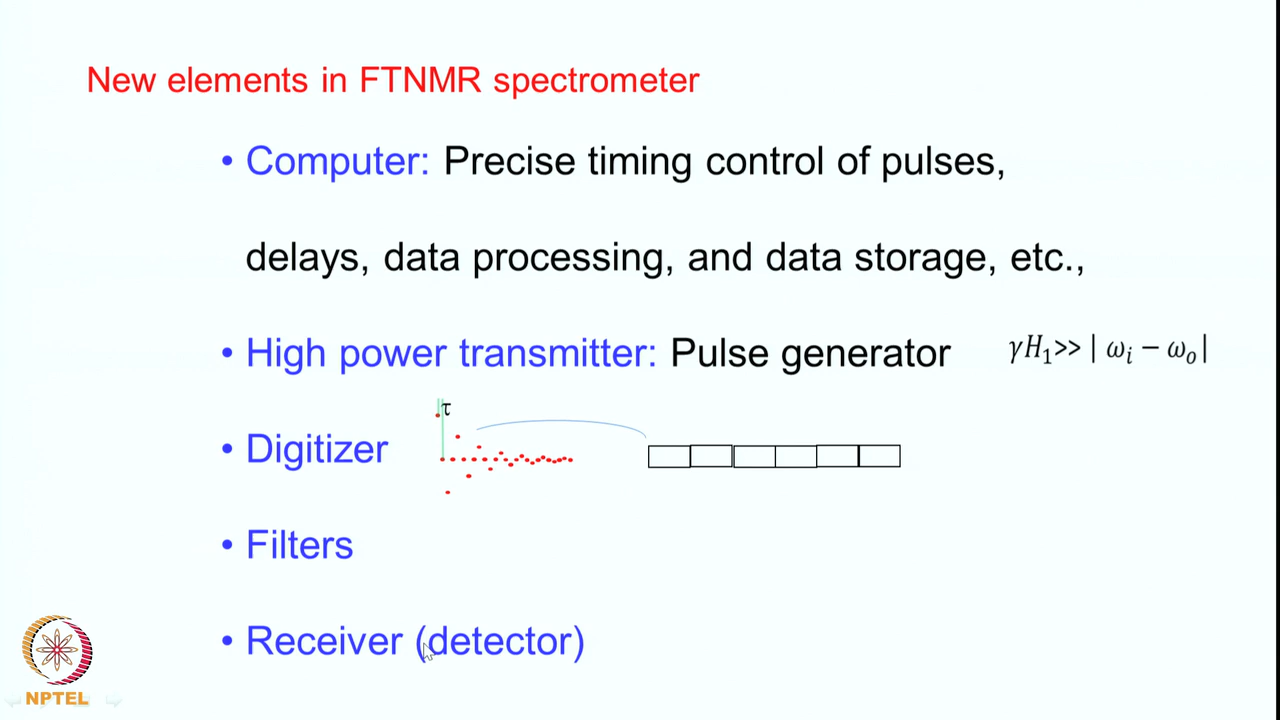 New elements in FTNMR spectrometer
• Computer: Precise timing control of pulses,
delays, data processing, and data storage, etc.,
• High power transmitter: Pulse generator γH₁>> | ωᵢ − ωₒ|
τ
• Digitizer
• Filters
• Receiver (detector)
NPTEL